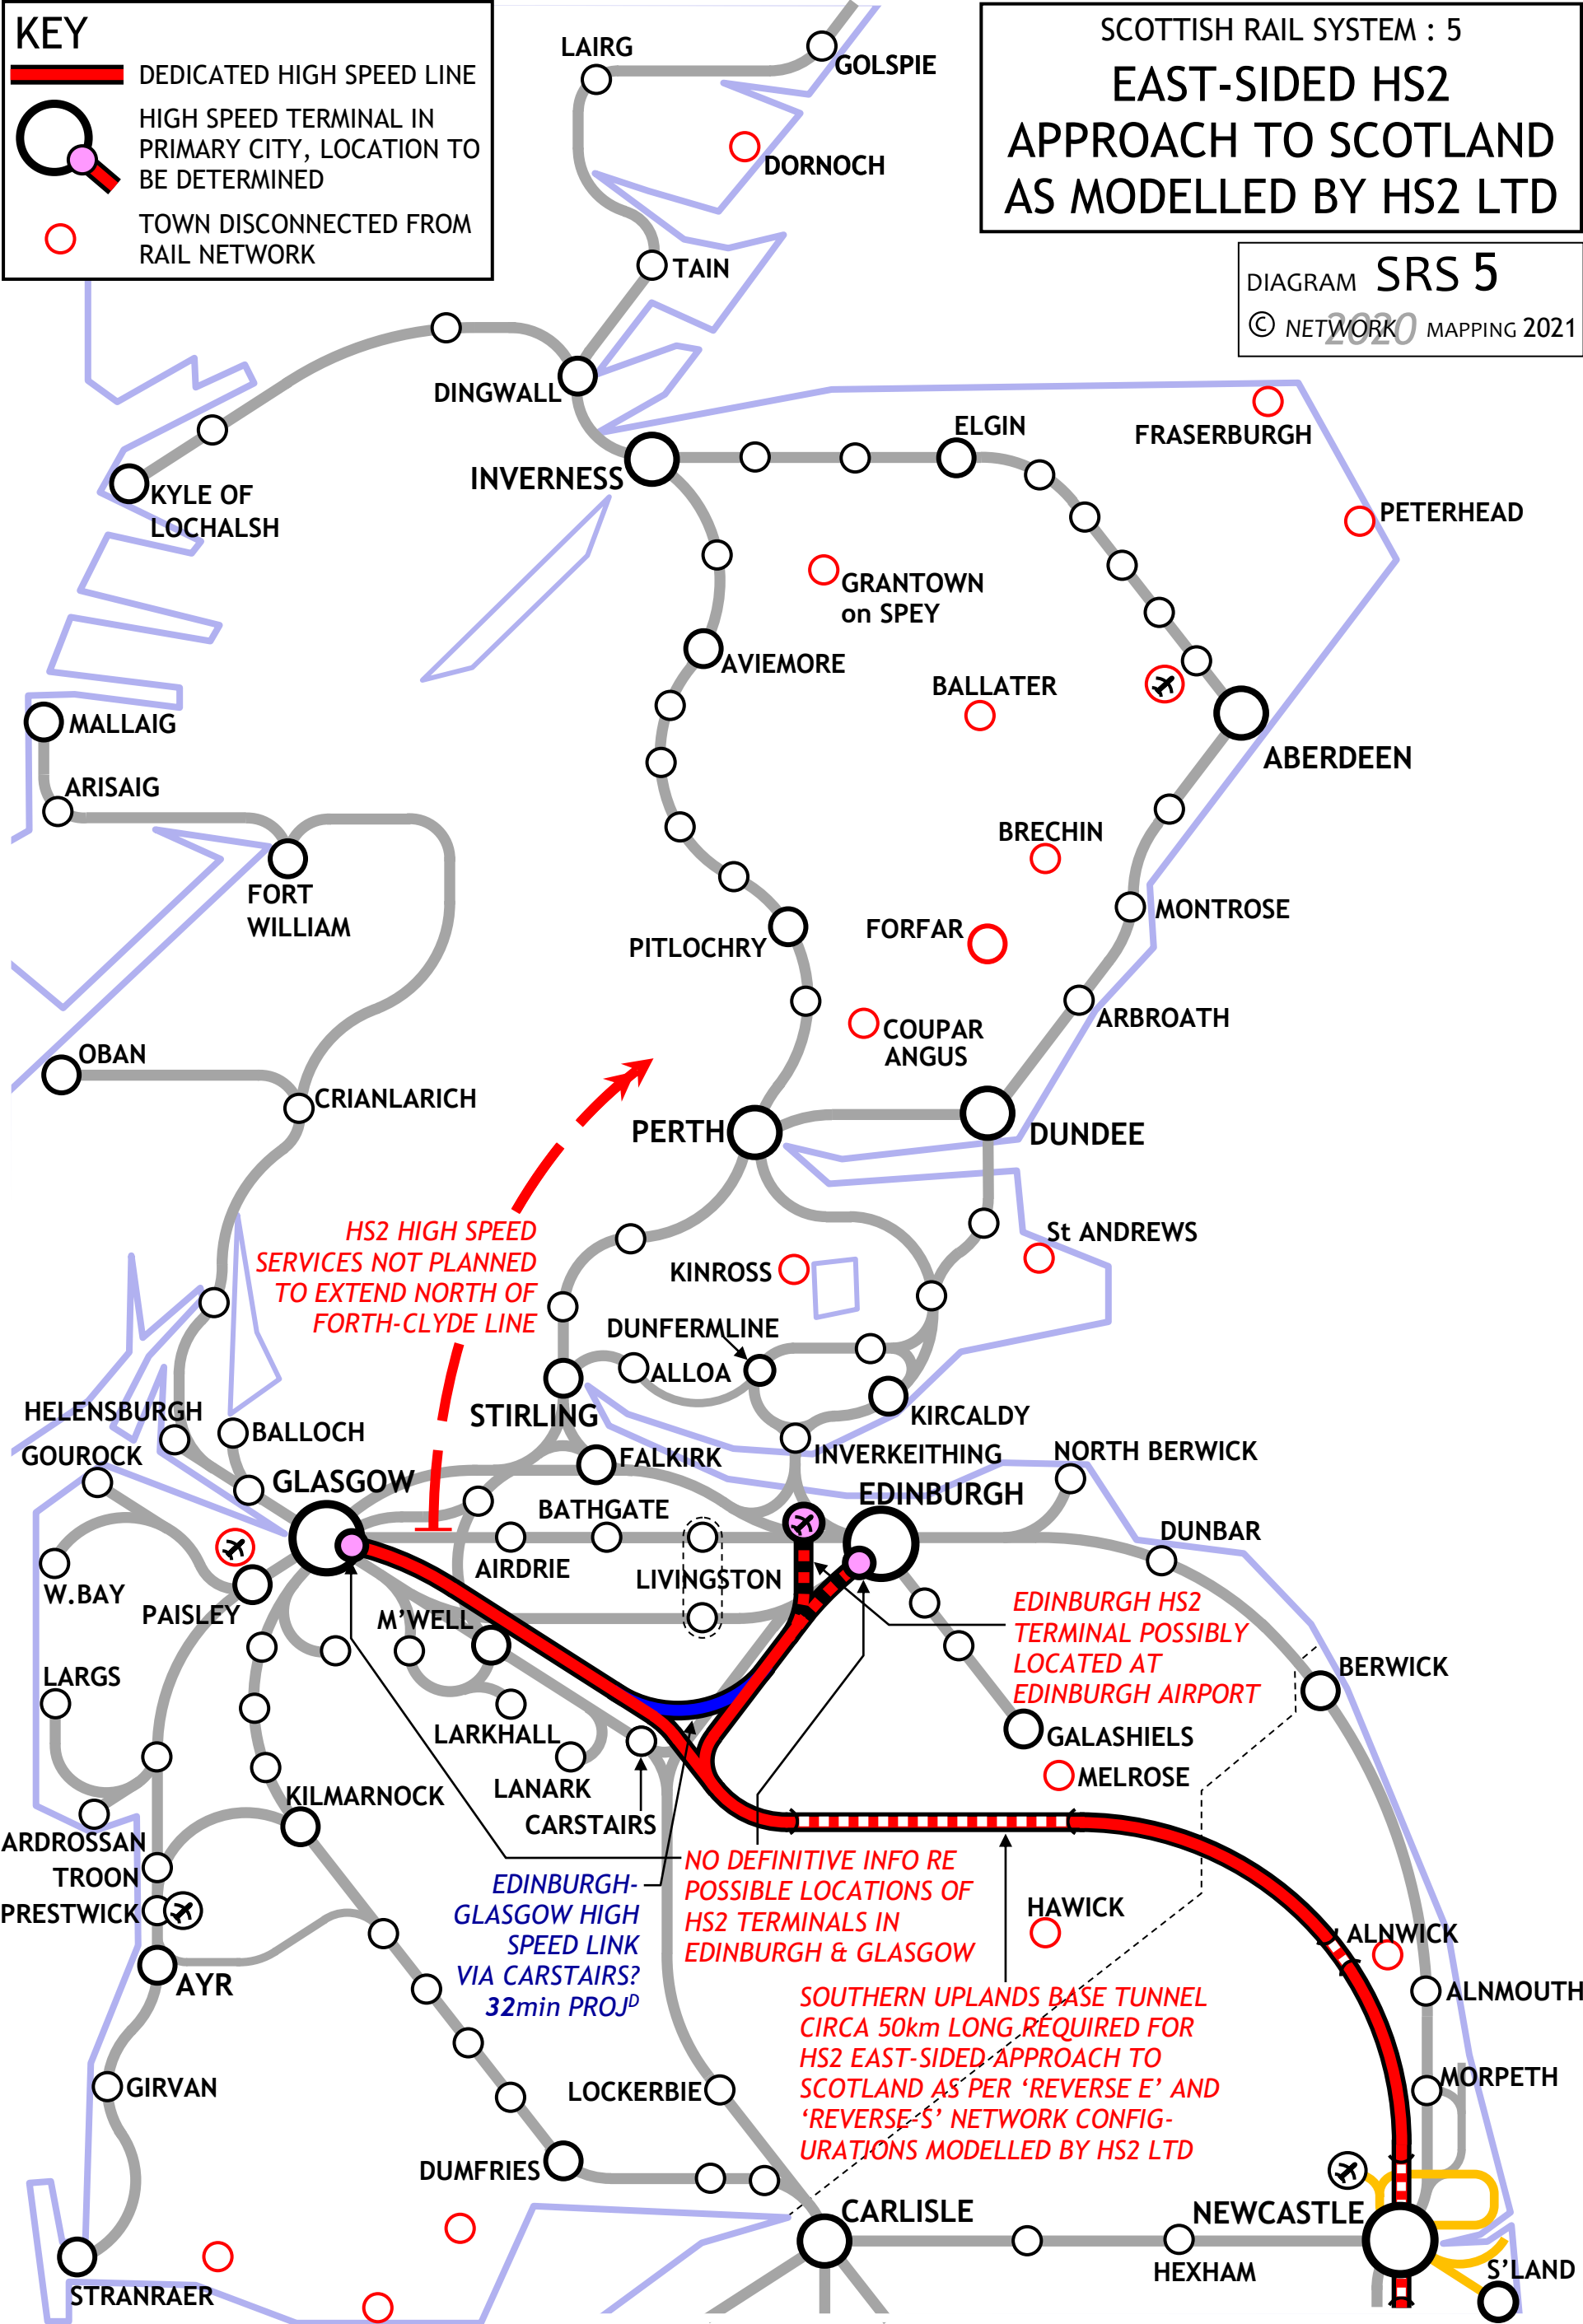 KEY
DEDICATED HIGH SPEED LINE
HIGH SPEED TERMINAL IN
PRIMARY CITY, LOCATION TO
BE DETERMINED
TOWN DISCONNECTED FROM
RAIL NETWORK
SCOTTISH RAIL SYSTEM : 5
EAST-SIDED HS2
APPROACH TO SCOTLAND
AS MODELLED BY HS2 LTD
DIAGRAM SRS 5
© NETWORK 2020 MAPPING 2021
LAIRG
GOLSPIE
DORNOCH
TAIN
DINGWALL
KYLE OF
LOCHALSH
INVERNESS
ELGIN
FRASERBURGH
PETERHEAD
GRANTOWN
on SPEY
AVIEMORE
BALLATER
ABERDEEN
MALLAIG
ARISAIG
FORT
WILLIAM
BRECHIN
MONTROSE
FORFAR
PITLOCHRY
COUPAR
ANGUS
ARBROATH
OBAN
CRIANLARICH
PERTH
DUNDEE
HS2 HIGH SPEED
SERVICES NOT PLANNED
TO EXTEND NORTH OF
FORTH-CLYDE LINE
St ANDREWS
KINROSS
DUNFERMLINE
ALLOA
STIRLING
KIRCALDY
HELENSBURGH
BALLOCH
GOUROCK
FALKIRK
INVERKEITHING
NORTH BERWICK
GLASGOW
BATHGATE
EDINBURGH
DUNBAR
AIRDRIE
LIVINGSTON
W.BAY
PAISLEY
M'WELL
EDINBURGH HS2
TERMINAL POSSIBLY
LOCATED AT
EDINBURGH AIRPORT
BERWICK
LARGS
LARKHALL
GALASHIELS
MELROSE
LANARK
CARSTAIRS
KILMARNOCK
ARDROSSAN
TROON
PRESTWICK
AYR
EDINBURGH-
GLASGOW HIGH
SPEED LINK
VIA CARSTAIRS?
32min PROJD
NO DEFINITIVE INFO RE
POSSIBLE LOCATIONS OF
HS2 TERMINALS IN
EDINBURGH & GLASGOW
HAWICK
ALNWICK
ALNMOUTH
SOUTHERN UPLANDS BASE TUNNEL
CIRCA 50km LONG REQUIRED FOR
HS2 EAST-SIDED APPROACH TO
SCOTLAND AS PER ‘REVERSE E’ AND
‘REVERSE-S’ NETWORK CONFIG-
URATIONS MODELLED BY HS2 LTD
GIRVAN
LOCKERBIE
MORPETH
DUMFRIES
CARLISLE
NEWCASTLE
HEXHAM
S'LAND
STRANRAER